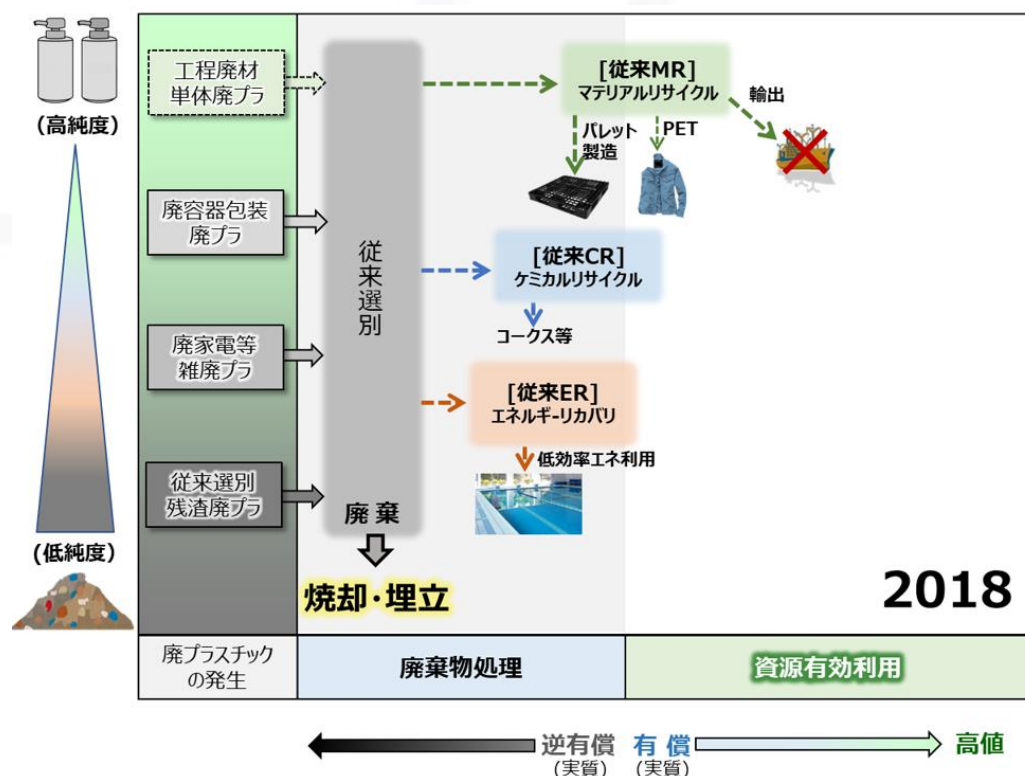 (高純度)
(低純度)
工程廃材
単体廃プラ
廃容器包装
廃プラ
廃家電等
雑廃プラ
従来選別
残渣廃プラ
従来選別
廃 棄
焼却・埋立
[従来MR]
マテリアルリサイクル
パレット
製造
PET
輸出
[従来CR]
ケミカルリサイクル
コークス等
[従来ER]
エネルギ-リカバリ
低効率エネ利用
2018
廃プラスチック
の発生
廃棄物処理
資源有効利用
逆有償
(実質)
有 償
(実質)
高値